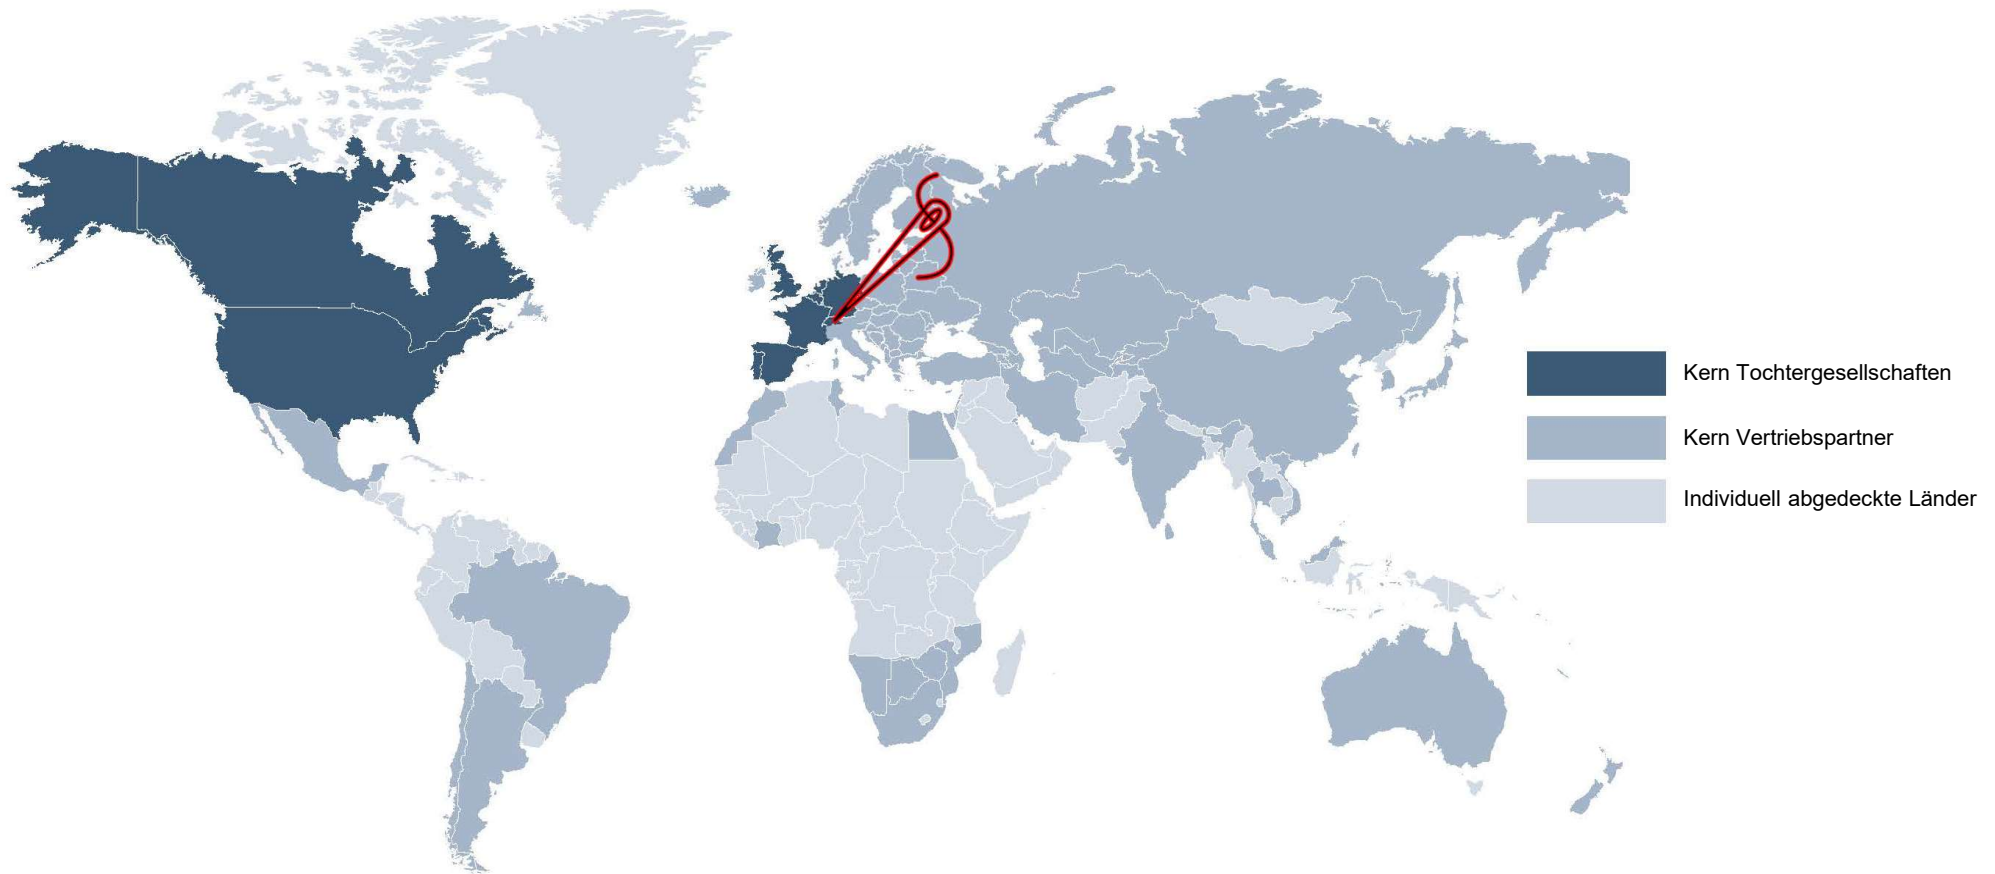 Kern Tochtergesellschaften
Kern Vertriebspartner
Individuell abgedeckte Länder